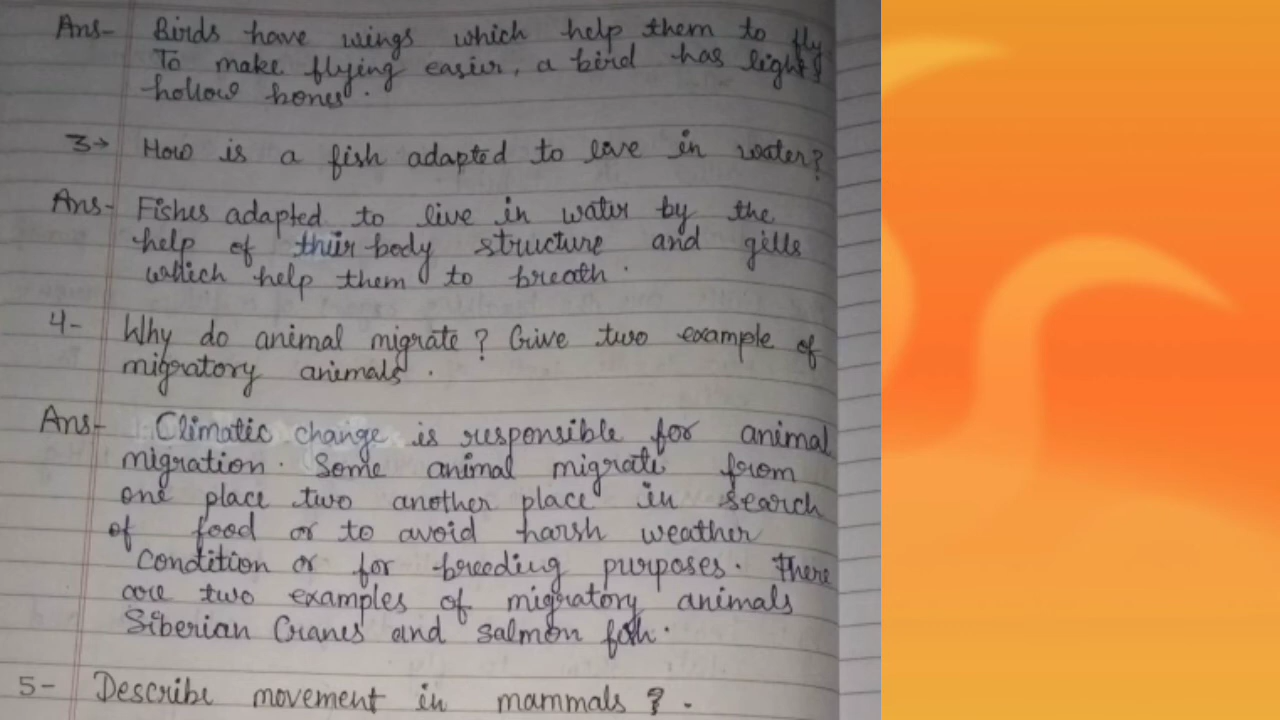 Ans- Birds have wings which help them to fly
To make flying easier, a bird has light
hollow bones.
3→ How is a fish adapted to live in water?
Ans- Fishes adapted to live in water by the
help of their body structure and gills
which help them to breath.
4- Why do animal migrate? Give two example of
migratory animals.
Ans- Climatic change is responsible for animal
migration. Some animal migrate from
one place two another place in search
of food or to avoid harsh weather
condition or for breeding purposes. There
are two examples of migratory animals
Siberian Cranes and salmon fish.
5- Describe movement in mammals?.